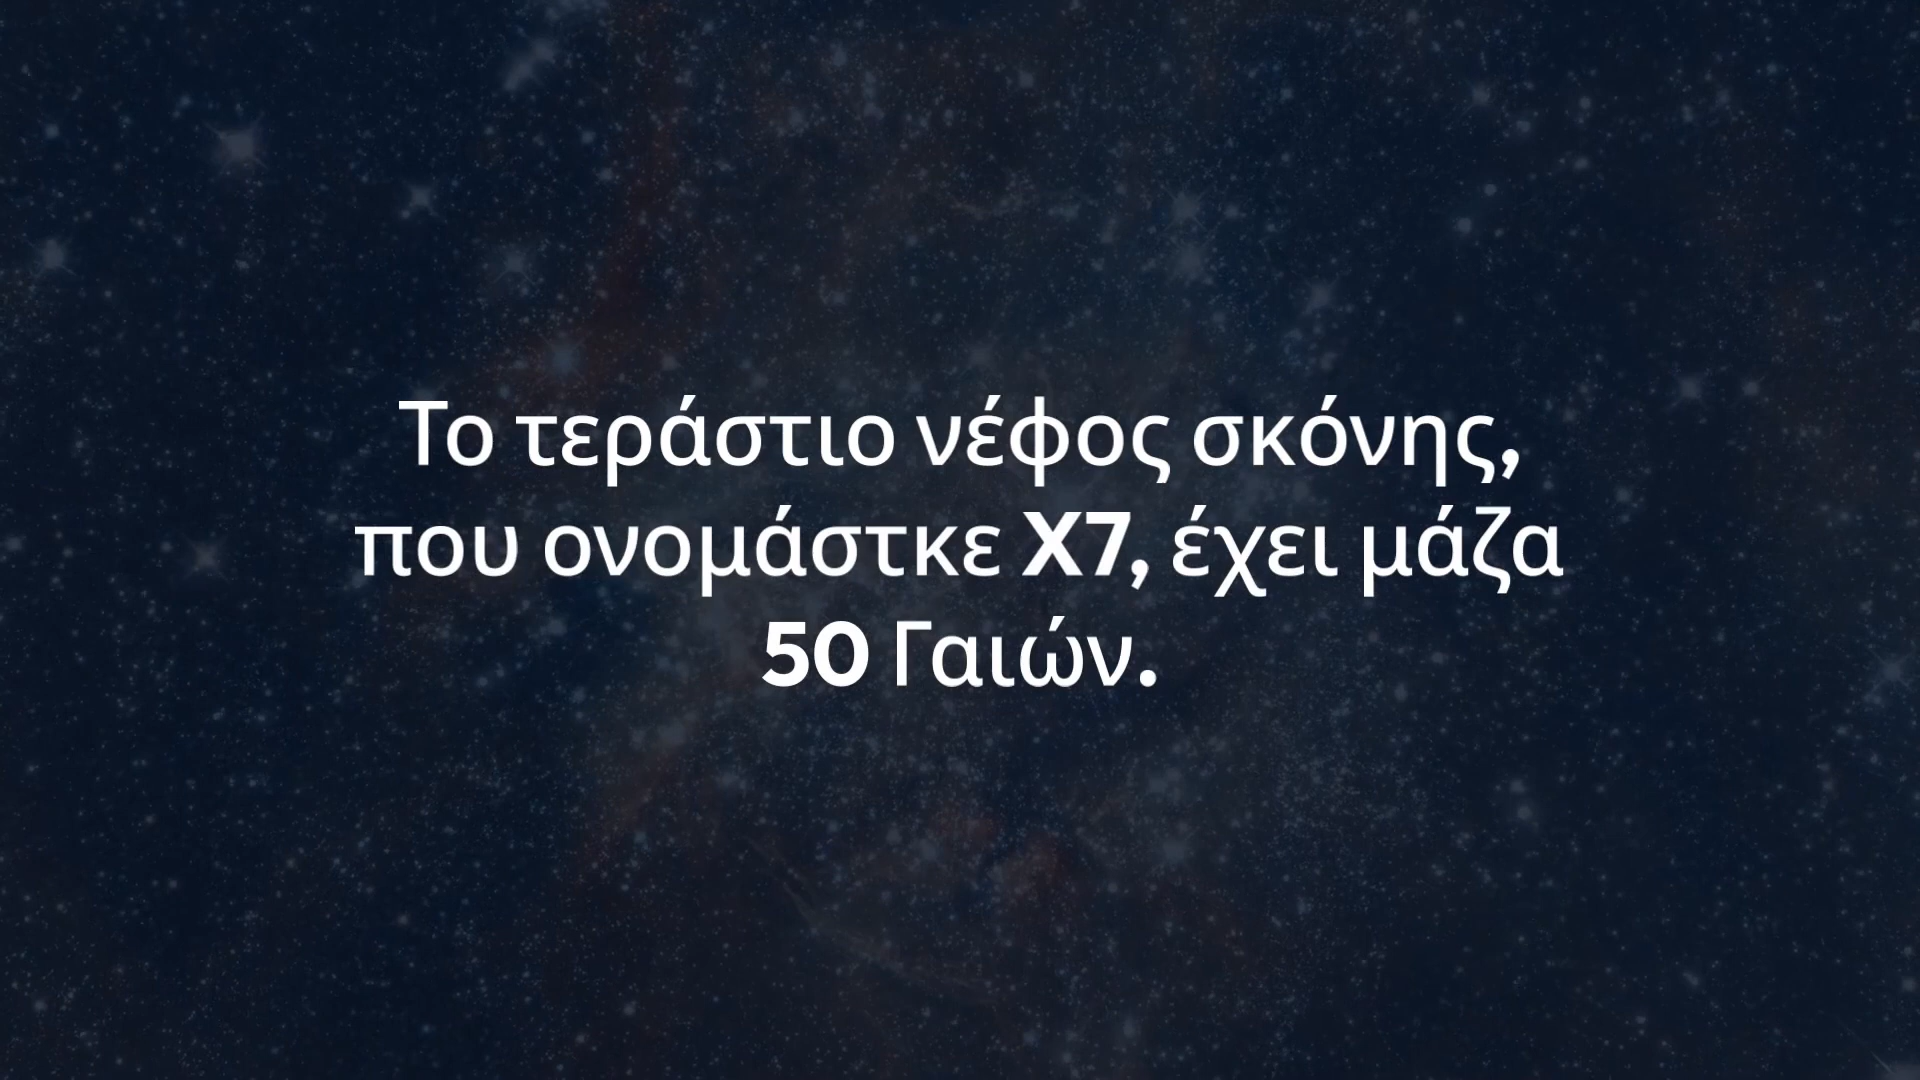 Το τεράστιο νέφος σκόνης,
που ονομάστκε X7, έχει μάζα
50 Γαιών.